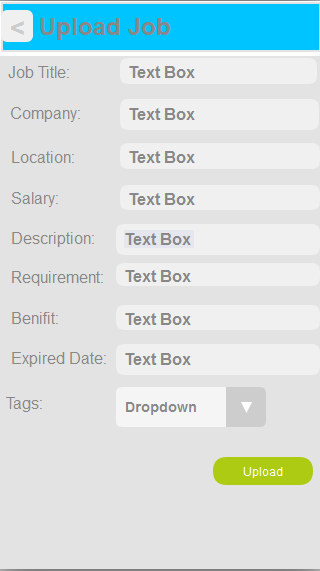 < Upload Job
Job Title: Text Box
Company: Text Box
Location: Text Box
Salary: Text Box
Description: Text Box
Requirement: Text Box
Benifit: Text Box
Expired Date: Text Box
Tags: Dropdown ▼
Upload